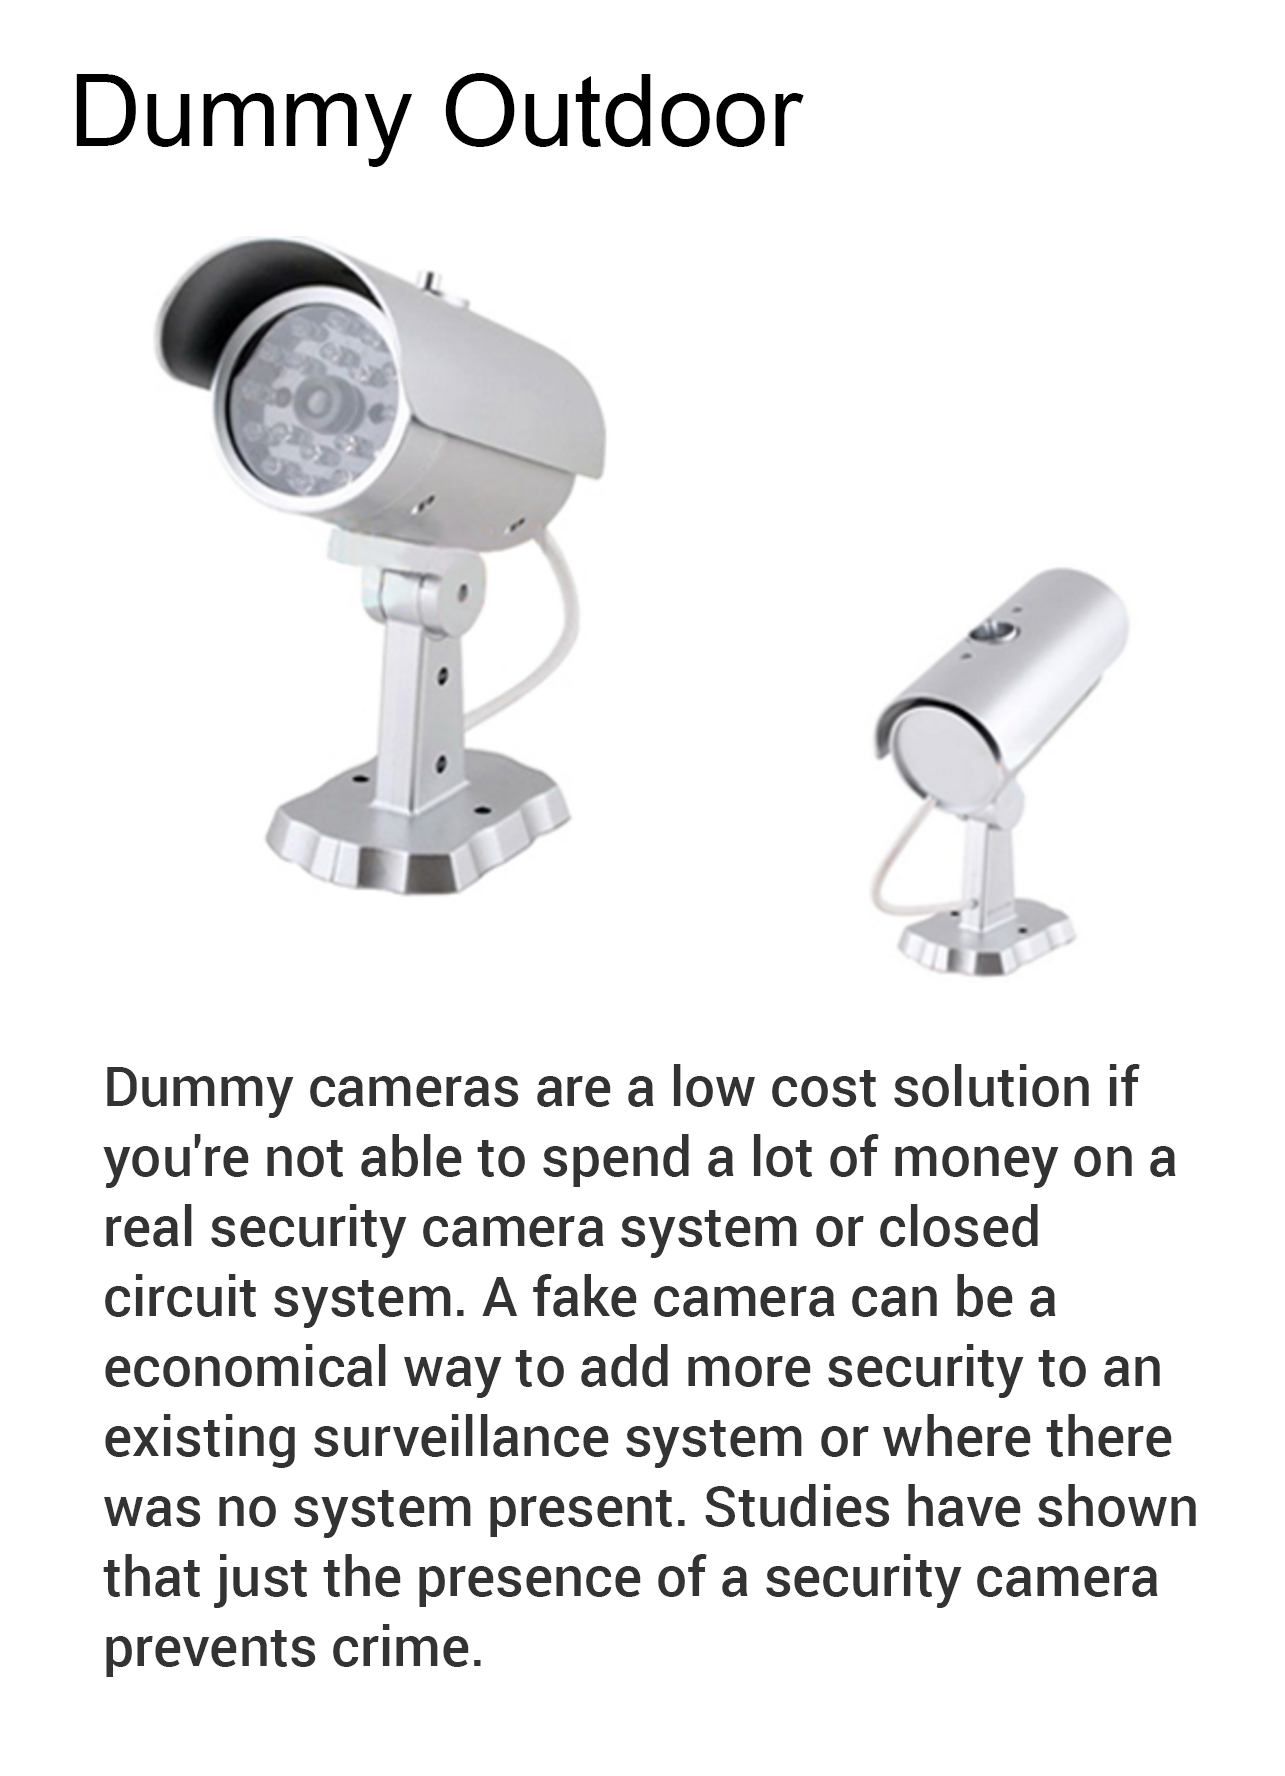 Dummy Outdoor
Dummy cameras are a low cost solution if
you're not able to spend a lot of money on a
real security camera system or closed
circuit system. A fake camera can be a
economical way to add more security to an
existing surveillance system or where there
was no system present. Studies have shown
that just the presence of a security camera
prevents crime.